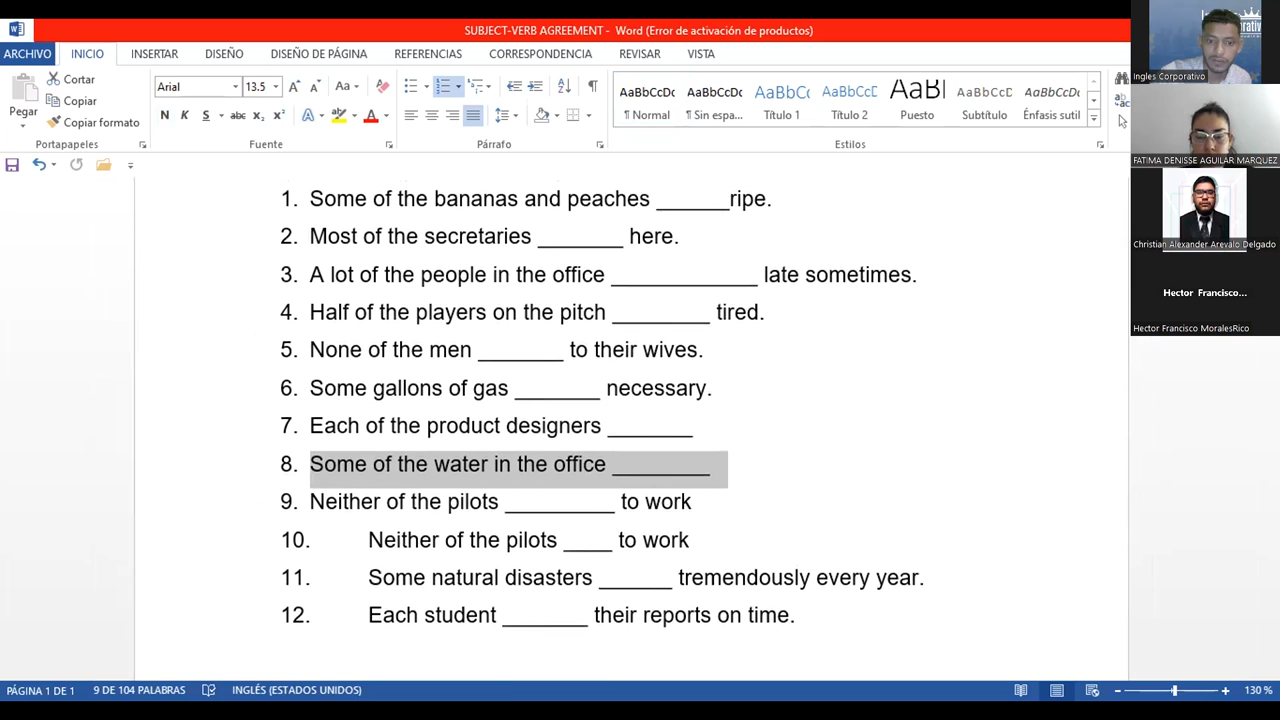 SUBJECT-VERB AGREEMENT - Word (Error de activación de productos)
ARCHIVO INICIO INSERTAR DISEÑO DISEÑO DE PÁGINA REFERENCIAS CORRESPONDENCIA REVISAR VISTA
Pegar
Cortar
Copiar
Copiar formato
Portapapeles
Arial 13.5
N K S abc x₂ x² A A
Fuente
Párrafo
AaBbCcDc AaBbCcDc AaBbCc AaBbCcD AaBl AaBbCcD AaBbCcDc
¶ Normal ¶ Sin espa... Título 1 Título 2 Puesto Subtítulo Énfasis sutil
Estilos
1. Some of the bananas and peaches ______ripe.
2. Most of the secretaries _______ here.
3. A lot of the people in the office ____________ late sometimes.
4. Half of the players on the pitch ________ tired.
5. None of the men _______ to their wives.
6. Some gallons of gas _______ necessary.
7. Each of the product designers _______
8. Some of the water in the office ________
9. Neither of the pilots _________ to work
10. Neither of the pilots ____ to work
11. Some natural disasters ______ tremendously every year.
12. Each student _______ their reports on time.
PÁGINA 1 DE 1 9 DE 104 PALABRAS INGLÉS (ESTADOS UNIDOS) 130 %
Ingles Corporativo
FATIMA DENISSE AGUILAR MARQUEZ
Christian Alexander Arevalo Delgado
Hector Francisco...
Hector Francisco MoralesRico